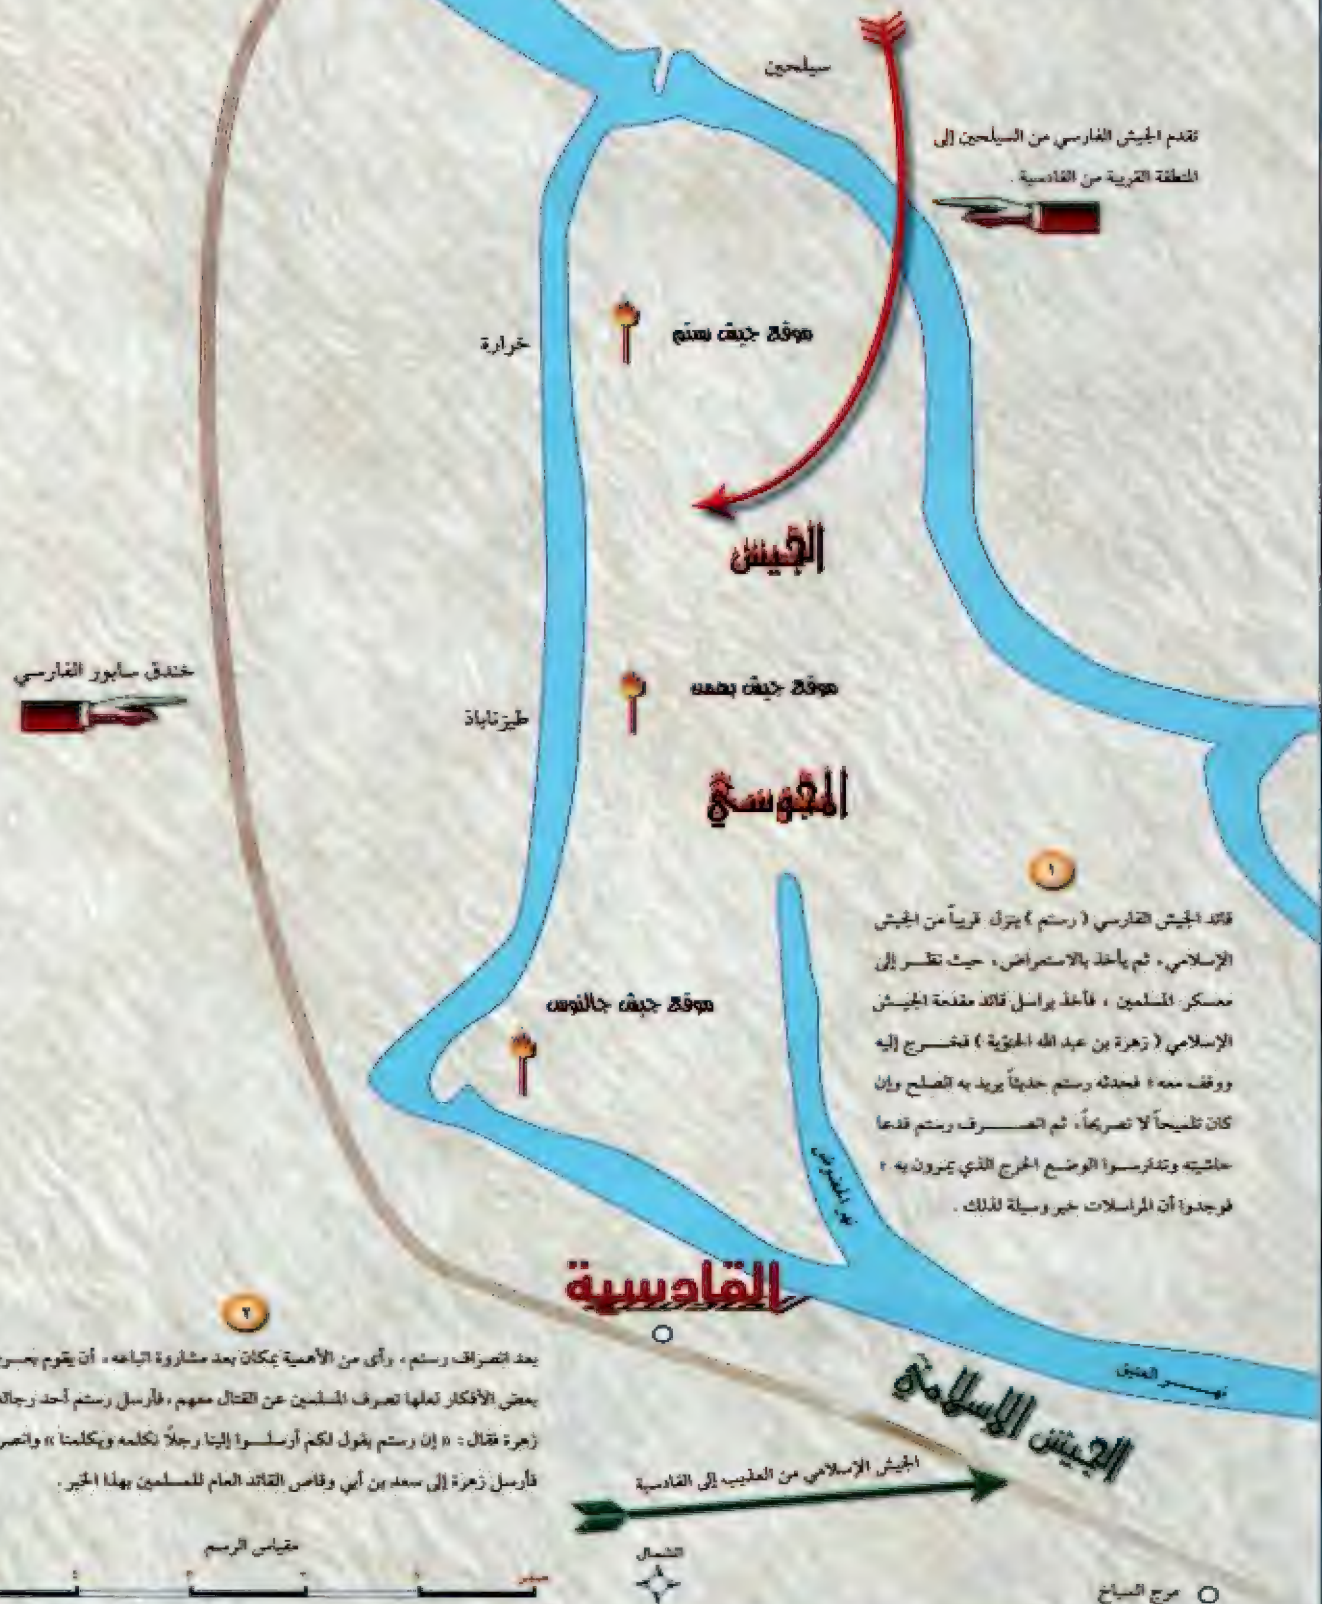 سيلحين
تقدم الجيش الفارسي من السيلحين إلى
المنطقة القريبة من القادسية .
موقع جيش رستم
خرارة
الجيش
خندق سابور الفارسي
موقع جيش بهمن
طيزناباذ
المجوسي
١
قائد الجيش الفارسي ( رستم ) ينزل قريباً من الجيش
الإسلامي ، ثم يأخذ بالاستعراض ، حيث نظر إلى
معسكر المسلمين ، فأخذ يراسل قائد مقدمة الجيش
الإسلامي ( زهرة بن عبد الله الحوية ) فخرج إليه
ووقف معه ؛ فحدثه رستم حديثاً يريد به الصلح وإن
كان تلميحاً لا تصريحاً ، ثم انصرف رستم فدعا
حاشيته وتدارسوا الوضع الحرج الذي يمرون به ؛
فوجدوا أن المراسلات خير وسيلة لذلك .
موقع جيش جالنوس
نهر الحضوض
القادسية
٢
بعد انصراف رستم ، رأى من الأهمية بمكان بعد مشاروة اتباعه ، أن يقوم
بعض الأفكار لعلها تصرف المسلمين عن القتال معهم ، فأرسل رستم أحد
زهرة فقال : « إن رستم يقول لكم أرسلوا إلينا رجلاً نكلمه ويكلمنا »
فأرسل زهرة إلى سعد بن أبي وقاص القائد العام للمسلمين بهذا الخبر .
نهر العتيق
الجيش الإسلامي
الجيش الإسلامي من العذيب إلى القادسية
مقياس الرسم
صفر
الشمال
مرج السباخ